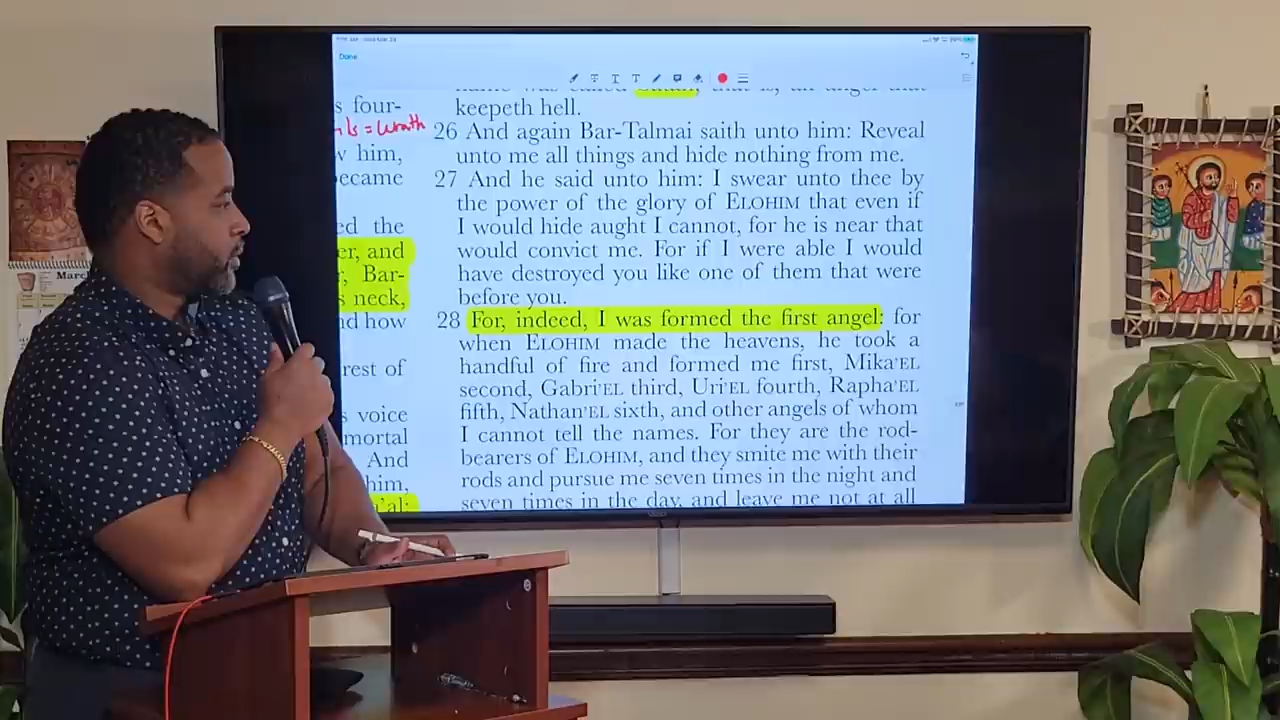 Done
s four-
ls = wrath
him,
ecame
ed the
er, and
Bar-
s neck,
nd how
rest of
s voice
mortal
And
him,
'al:
keepeth hell.
26 And again Bar-Talmai saith unto him: Reveal
unto me all things and hide nothing from me.
27 And he said unto him: I swear unto thee by
the power of the glory of ELOHIM that even if
I would hide aught I cannot, for he is near that
would convict me. For if I were able I would
have destroyed you like one of them that were
before you.
28 For, indeed, I was formed the first angel: for
when ELOHIM made the heavens, he took a
handful of fire and formed me first, Mika'EL
second, Gabri'EL third, Uri'EL fourth, Rapha'EL
fifth, Nathan'EL sixth, and other angels of whom
I cannot tell the names. For they are the rod-
bearers of ELOHIM, and they smite me with their
rods and pursue me seven times in the night and
seven times in the day, and leave me not at all
March